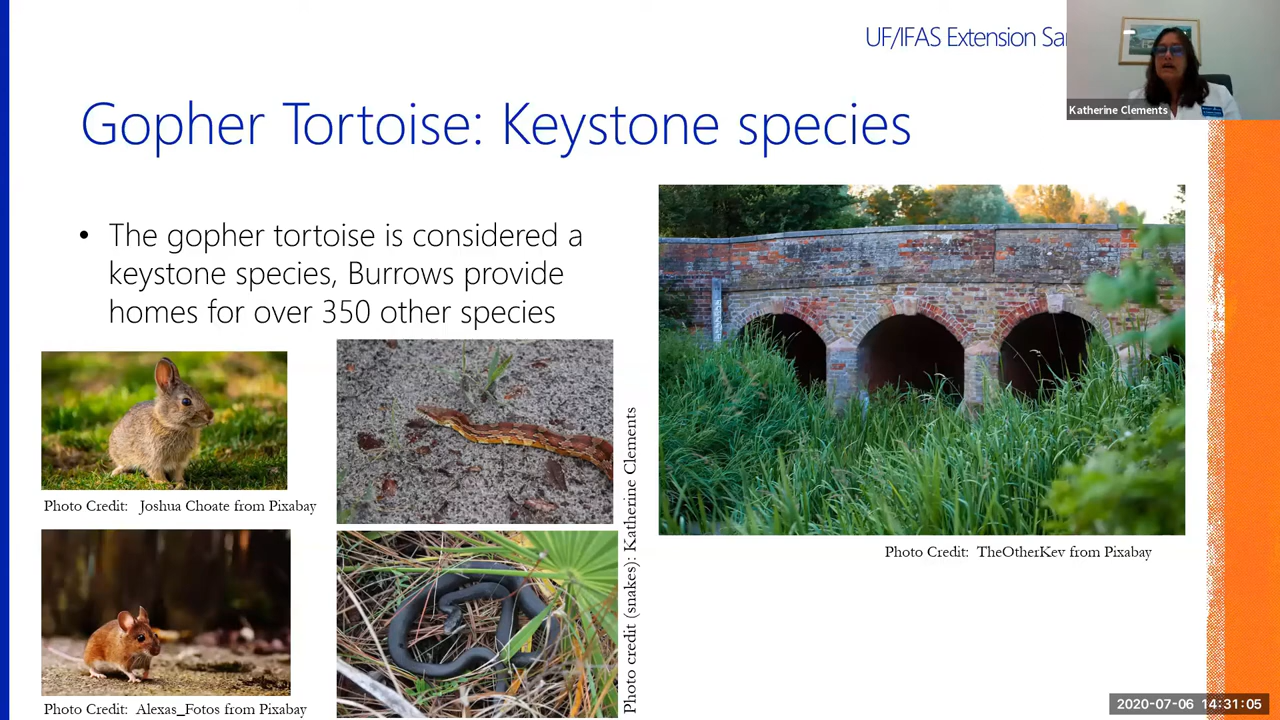 UF/IFAS Extension
Katherine Clements
Gopher Tortoise: Keystone species
• The gopher tortoise is considered a
keystone species, Burrows provide
homes for over 350 other species
Photo Credit: Joshua Choate from Pixabay
Photo credit (snakes): Katherine Clements
Photo Credit: TheOtherKev from Pixabay
Photo Credit: Alexas_Fotos from Pixabay
2020-07-06 14:31:05